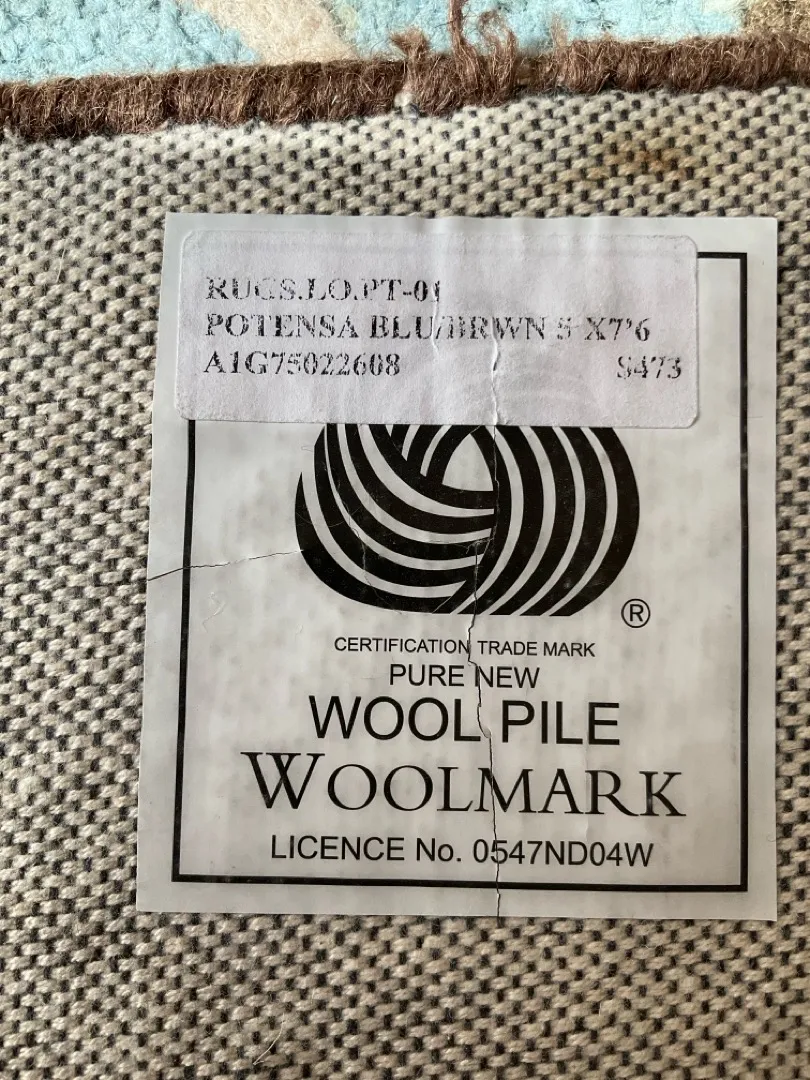 RUGS.LO.PT-01
POTENSA BLU/BRWN 5 X7'6
A1G75022608 S473
®
CERTIFICATION TRADE MARK
PURE NEW
WOOL PILE
WOOLMARK
LICENCE No. 0547ND04W